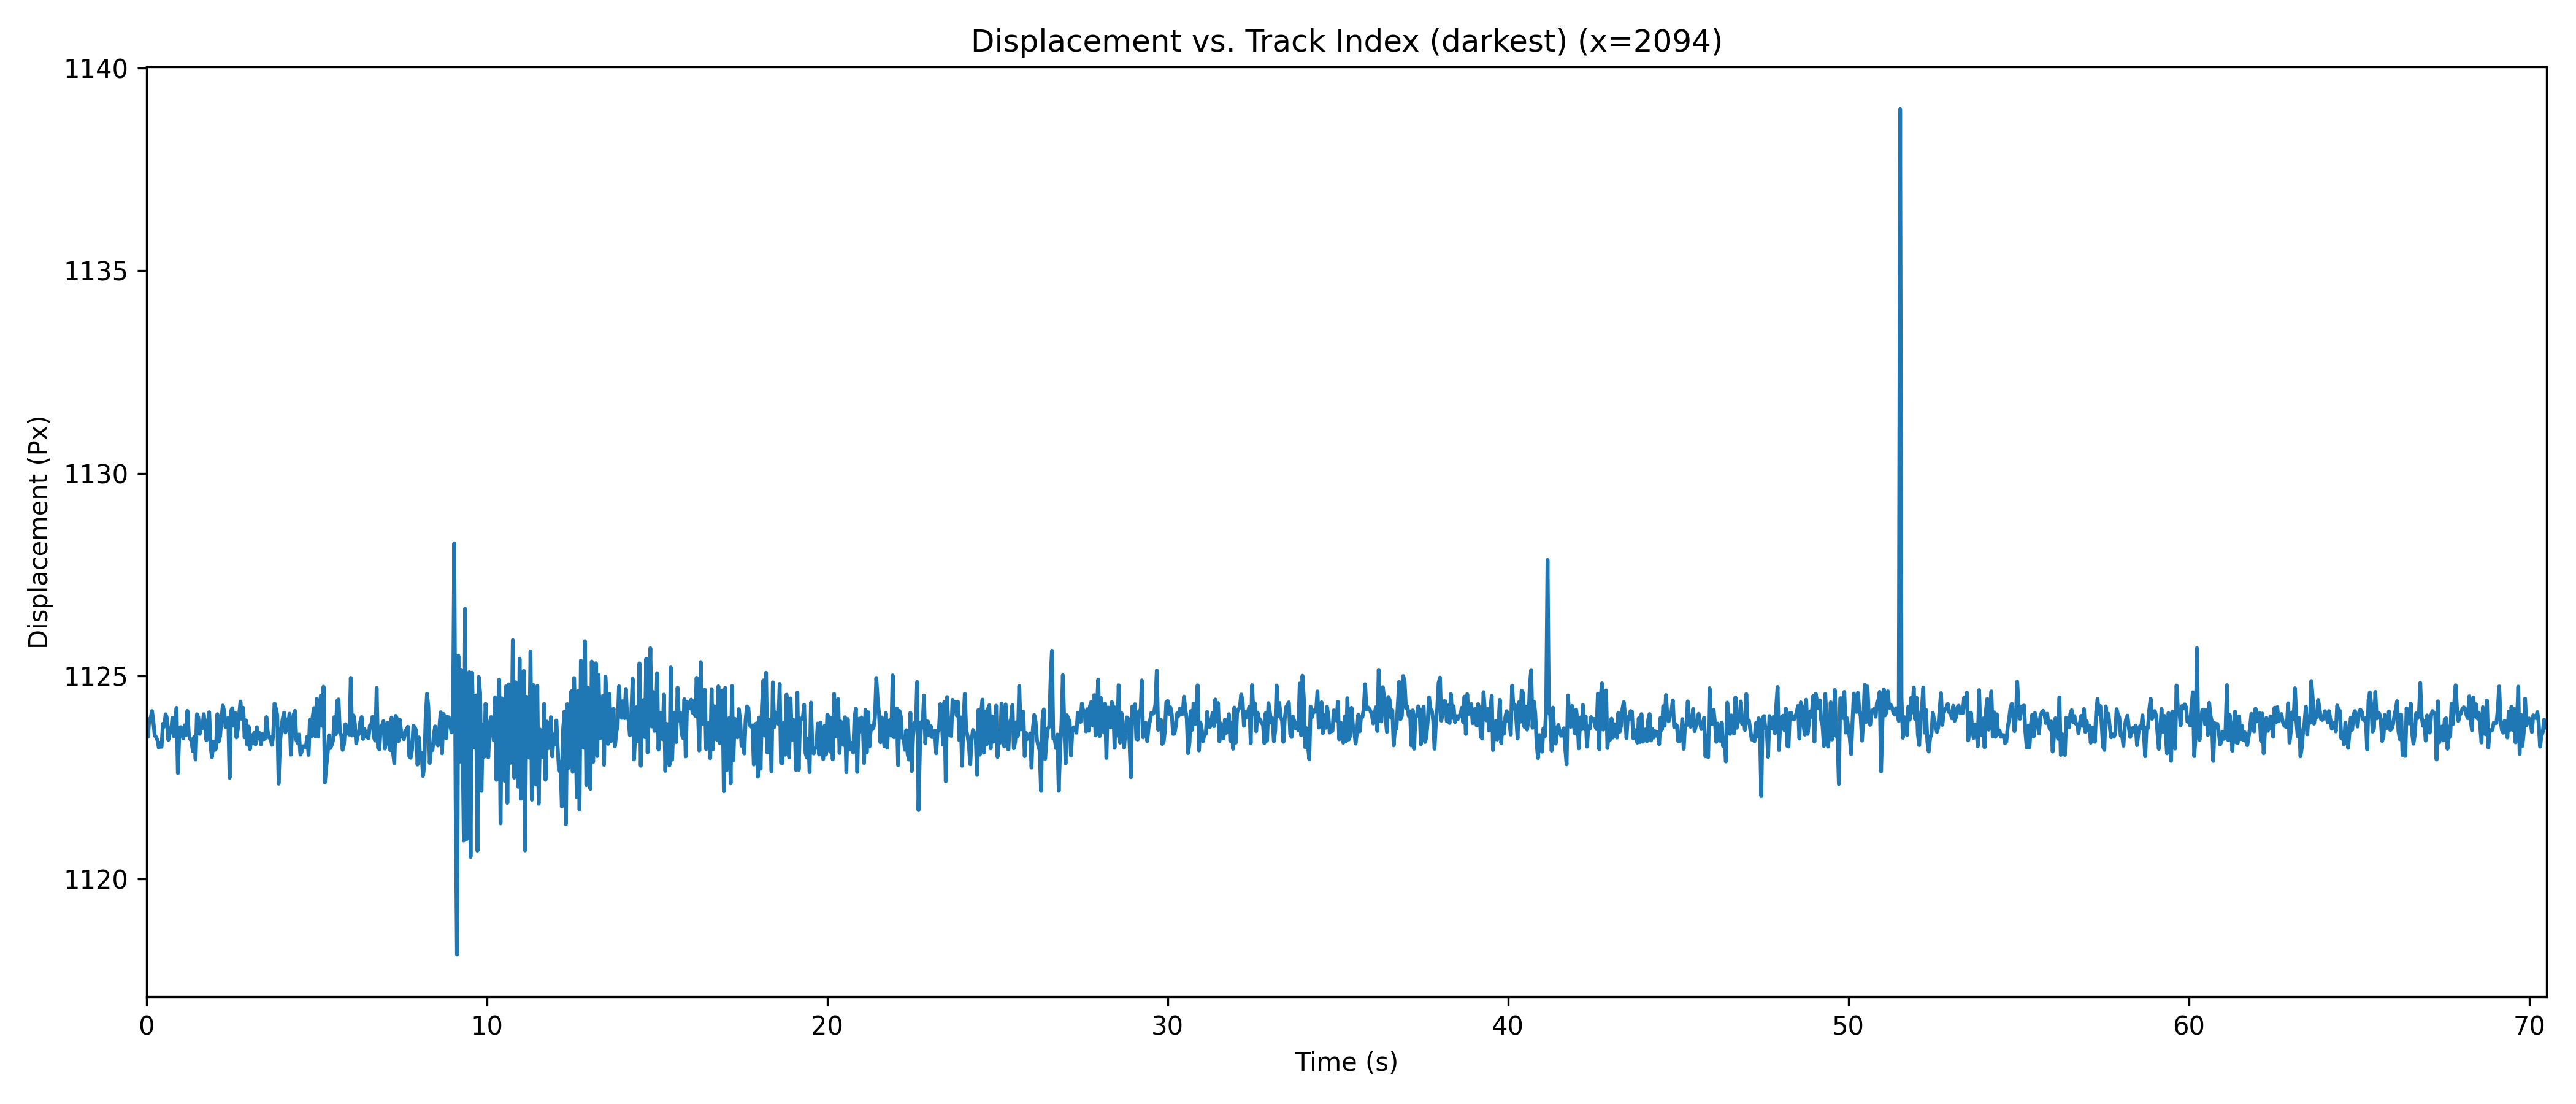 Displacement vs. Track Index (darkest) (x=2094)
1140
1135
1130
1125
1120
Displacement (Px)
0 10 20 30 40 50 60 70
Time (s)